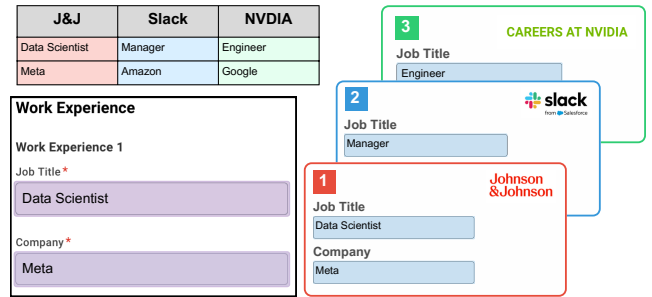 J&J Slack NVDIA
Data Scientist Manager Engineer
Meta Amazon Google
Work Experience
Work Experience 1
Job Title*
Data Scientist
Company*
Meta
3
CAREERS AT NVIDIA
Job Title
Engineer
2
slack
from Salesforce
Job Title
Manager
1
Johnson
&Johnson
Job Title
Data Scientist
Company
Meta